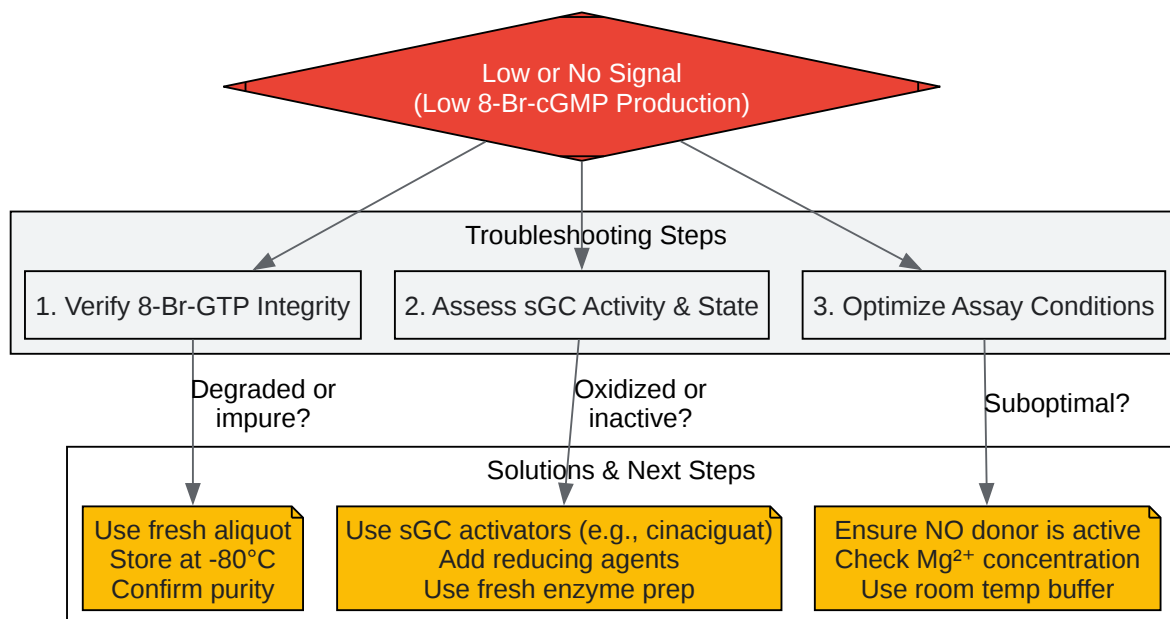 Low or No Signal
(Low 8-Br-cGMP Production)
Troubleshooting Steps
1. Verify 8-Br-GTP Integrity
2. Assess sGC Activity & State
3. Optimize Assay Conditions
Degraded or
impure?
Oxidized or
inactive?
Suboptimal?
Solutions & Next Steps
Use fresh aliquot
Store at -80°C
Confirm purity
Use sGC activators (e.g., cinaciguat)
Add reducing agents
Use fresh enzyme prep
Ensure NO donor is active
Check Mg²⁺ concentration
Use room temp buffer